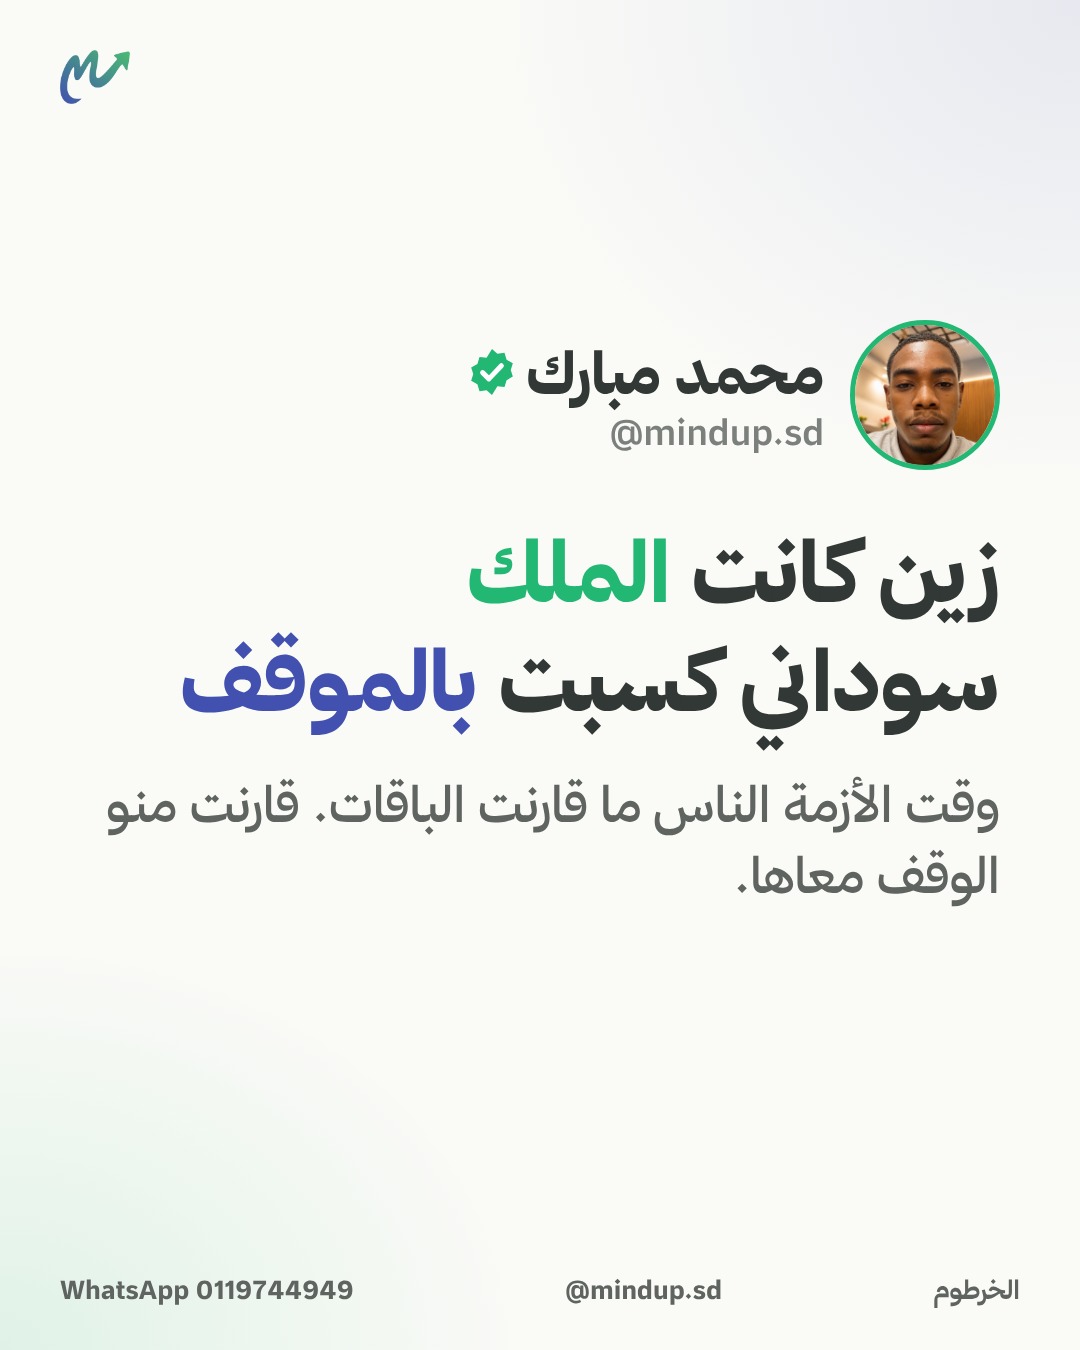 محمد مبارك
@mindup.sd
زين كانت الملك
سوداني كسبت بالموقف
وقت الأزمة الناس ما قارنت الباقات. قارنت منو
الوقف معاها.
الخرطوم
@mindup.sd
WhatsApp 0119744949